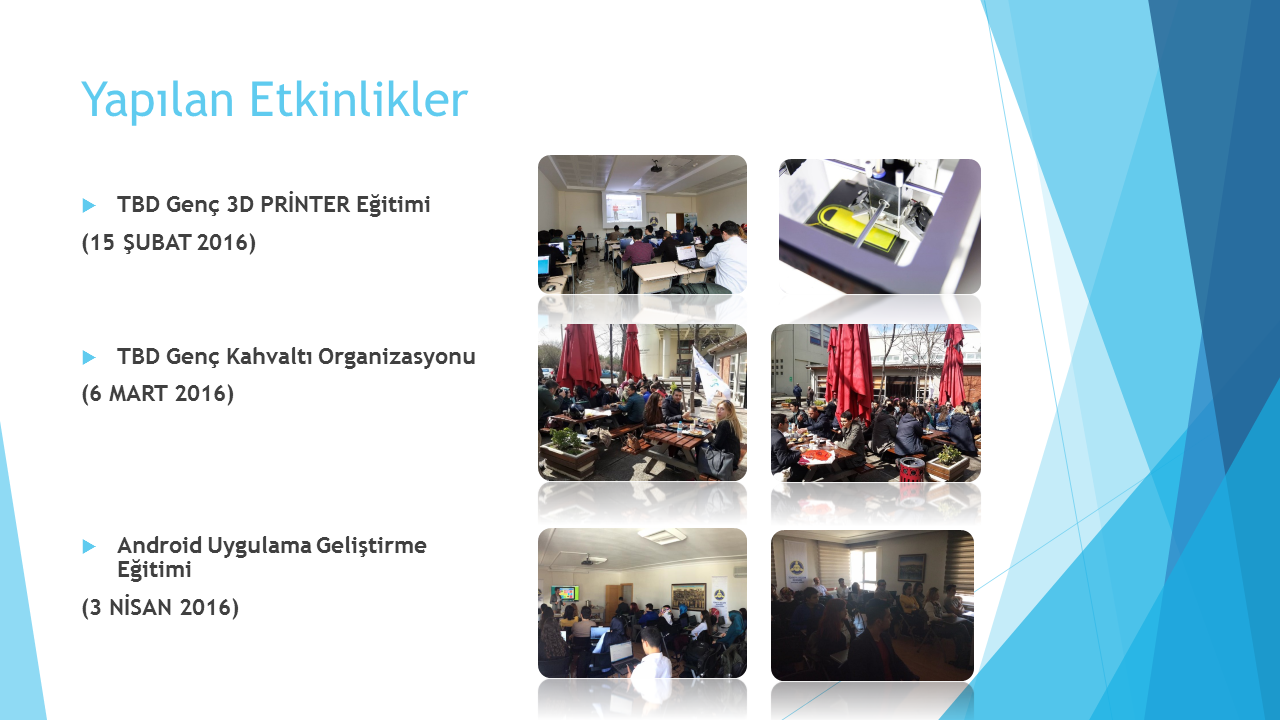 Yapılan Etkinlikler
TBD Genç 3D PRİNTER Eğitimi
(15 ŞUBAT 2016)
TBD Genç Kahvaltı Organizasyonu
(6 MART 2016)
Android Uygulama Geliştirme
Eğitimi
(3 NİSAN 2016)